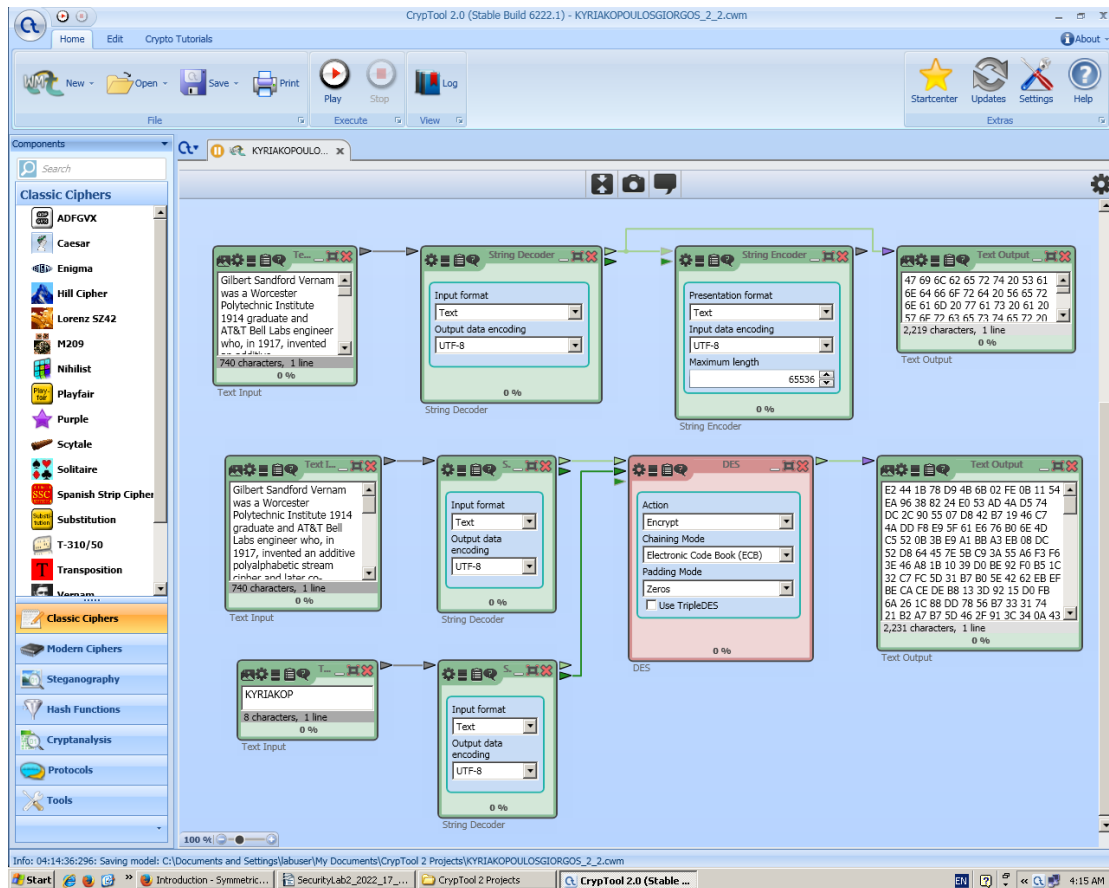 CrypTool 2.0 (Stable Build 6222.1) - KYRIAKOPOULOSGIORGOS_2_2.cwm
Home Edit Crypto Tutorials
About
New Open Save Print
Play Stop
Log
Startcenter Updates Settings Help
File Execute View Extras
Components
Search
Classic Ciphers
ADFGVX
Caesar
Enigma
Hill Cipher
Lorenz SZ42
M209
Nihilist
Playfair
Purple
Scytale
Solitaire
Spanish Strip Cipher
Substitution
T-310/50
Transposition
Vernam
Classic Ciphers
Modern Ciphers
Steganography
Hash Functions
Cryptanalysis
Protocols
Tools
KYRIAKOPOULO...
Te...
Gilbert Sandford Vernam
was a Worcester
Polytechnic Institute
1914 graduate and
AT&T Bell Labs engineer
who, in 1917, invented
an additive
740 characters, 1 line
0 %
Text Input
String Decoder
Input format
Text
Output data encoding
UTF-8
0 %
String Decoder
String Encoder
Presentation format
Text
Input data encoding
UTF-8
Maximum length
65536
0 %
String Encoder
Text Output
47 69 6C 62 65 72 74 20 53 61
6E 64 66 6F 72 64 20 56 65 72
6E 61 6D 20 77 61 73 20 61 20
57 6F 72 63 65 73 74 65 72 20
2,219 characters, 1 line
0 %
Text Output
Text I...
Gilbert Sandford Vernam
was a Worcester
Polytechnic Institute 1914
graduate and AT&T Bell
Labs engineer who, in
1917, invented an additive
polyalphabetic stream
cipher and later co-
740 characters, 1 line
0 %
Text Input
S...
Input format
Text
Output data
encoding
UTF-8
0 %
String Decoder
DES
Action
Encrypt
Chaining Mode
Electronic Code Book (ECB)
Padding Mode
Zeros
Use TripleDES
0 %
DES
Text Output
E2 44 1B 78 D9 4B 6B 02 FE 0B 11 54
EA 96 38 82 24 E0 53 AD 4A D5 74
DC 2C 90 55 07 D8 42 B7 19 46 C7
4A DD F8 E9 5F 61 E6 76 B0 6E 4D
C5 52 0B 3B E9 A1 BB A3 EB 08 DC
52 D8 64 45 7E 5B C9 3A 55 A6 F3 F6
3E 46 A8 1B 10 39 D0 BE 92 F0 B5 1C
32 C7 FC 5D 31 B7 B0 5E 42 62 EB EF
BE CA CE DE B8 13 3D 92 15 D0 FB
6A 26 1C 88 DD 78 56 B7 33 31 74
21 B2 A7 B7 5D 46 2F 91 3C 34 0A 43
2,231 characters, 1 line
0 %
Text Output
T...
KYRIAKOP
8 characters, 1 line
0 %
Text Input
S...
Input format
Text
Output data
encoding
UTF-8
0 %
String Decoder
100 %
Info: 04:14:36:296: Saving model: C:\Documents and Settings\labuser\My Documents\CrypTool 2 Projects\KYRIAKOPOULOSGIORGOS_2_2.cwm
Start Introduction - Symmetric... SecurityLab2_2022_17_... CrypTool 2 Projects CrypTool 2.0 (Stable ... EN 4:15 AM